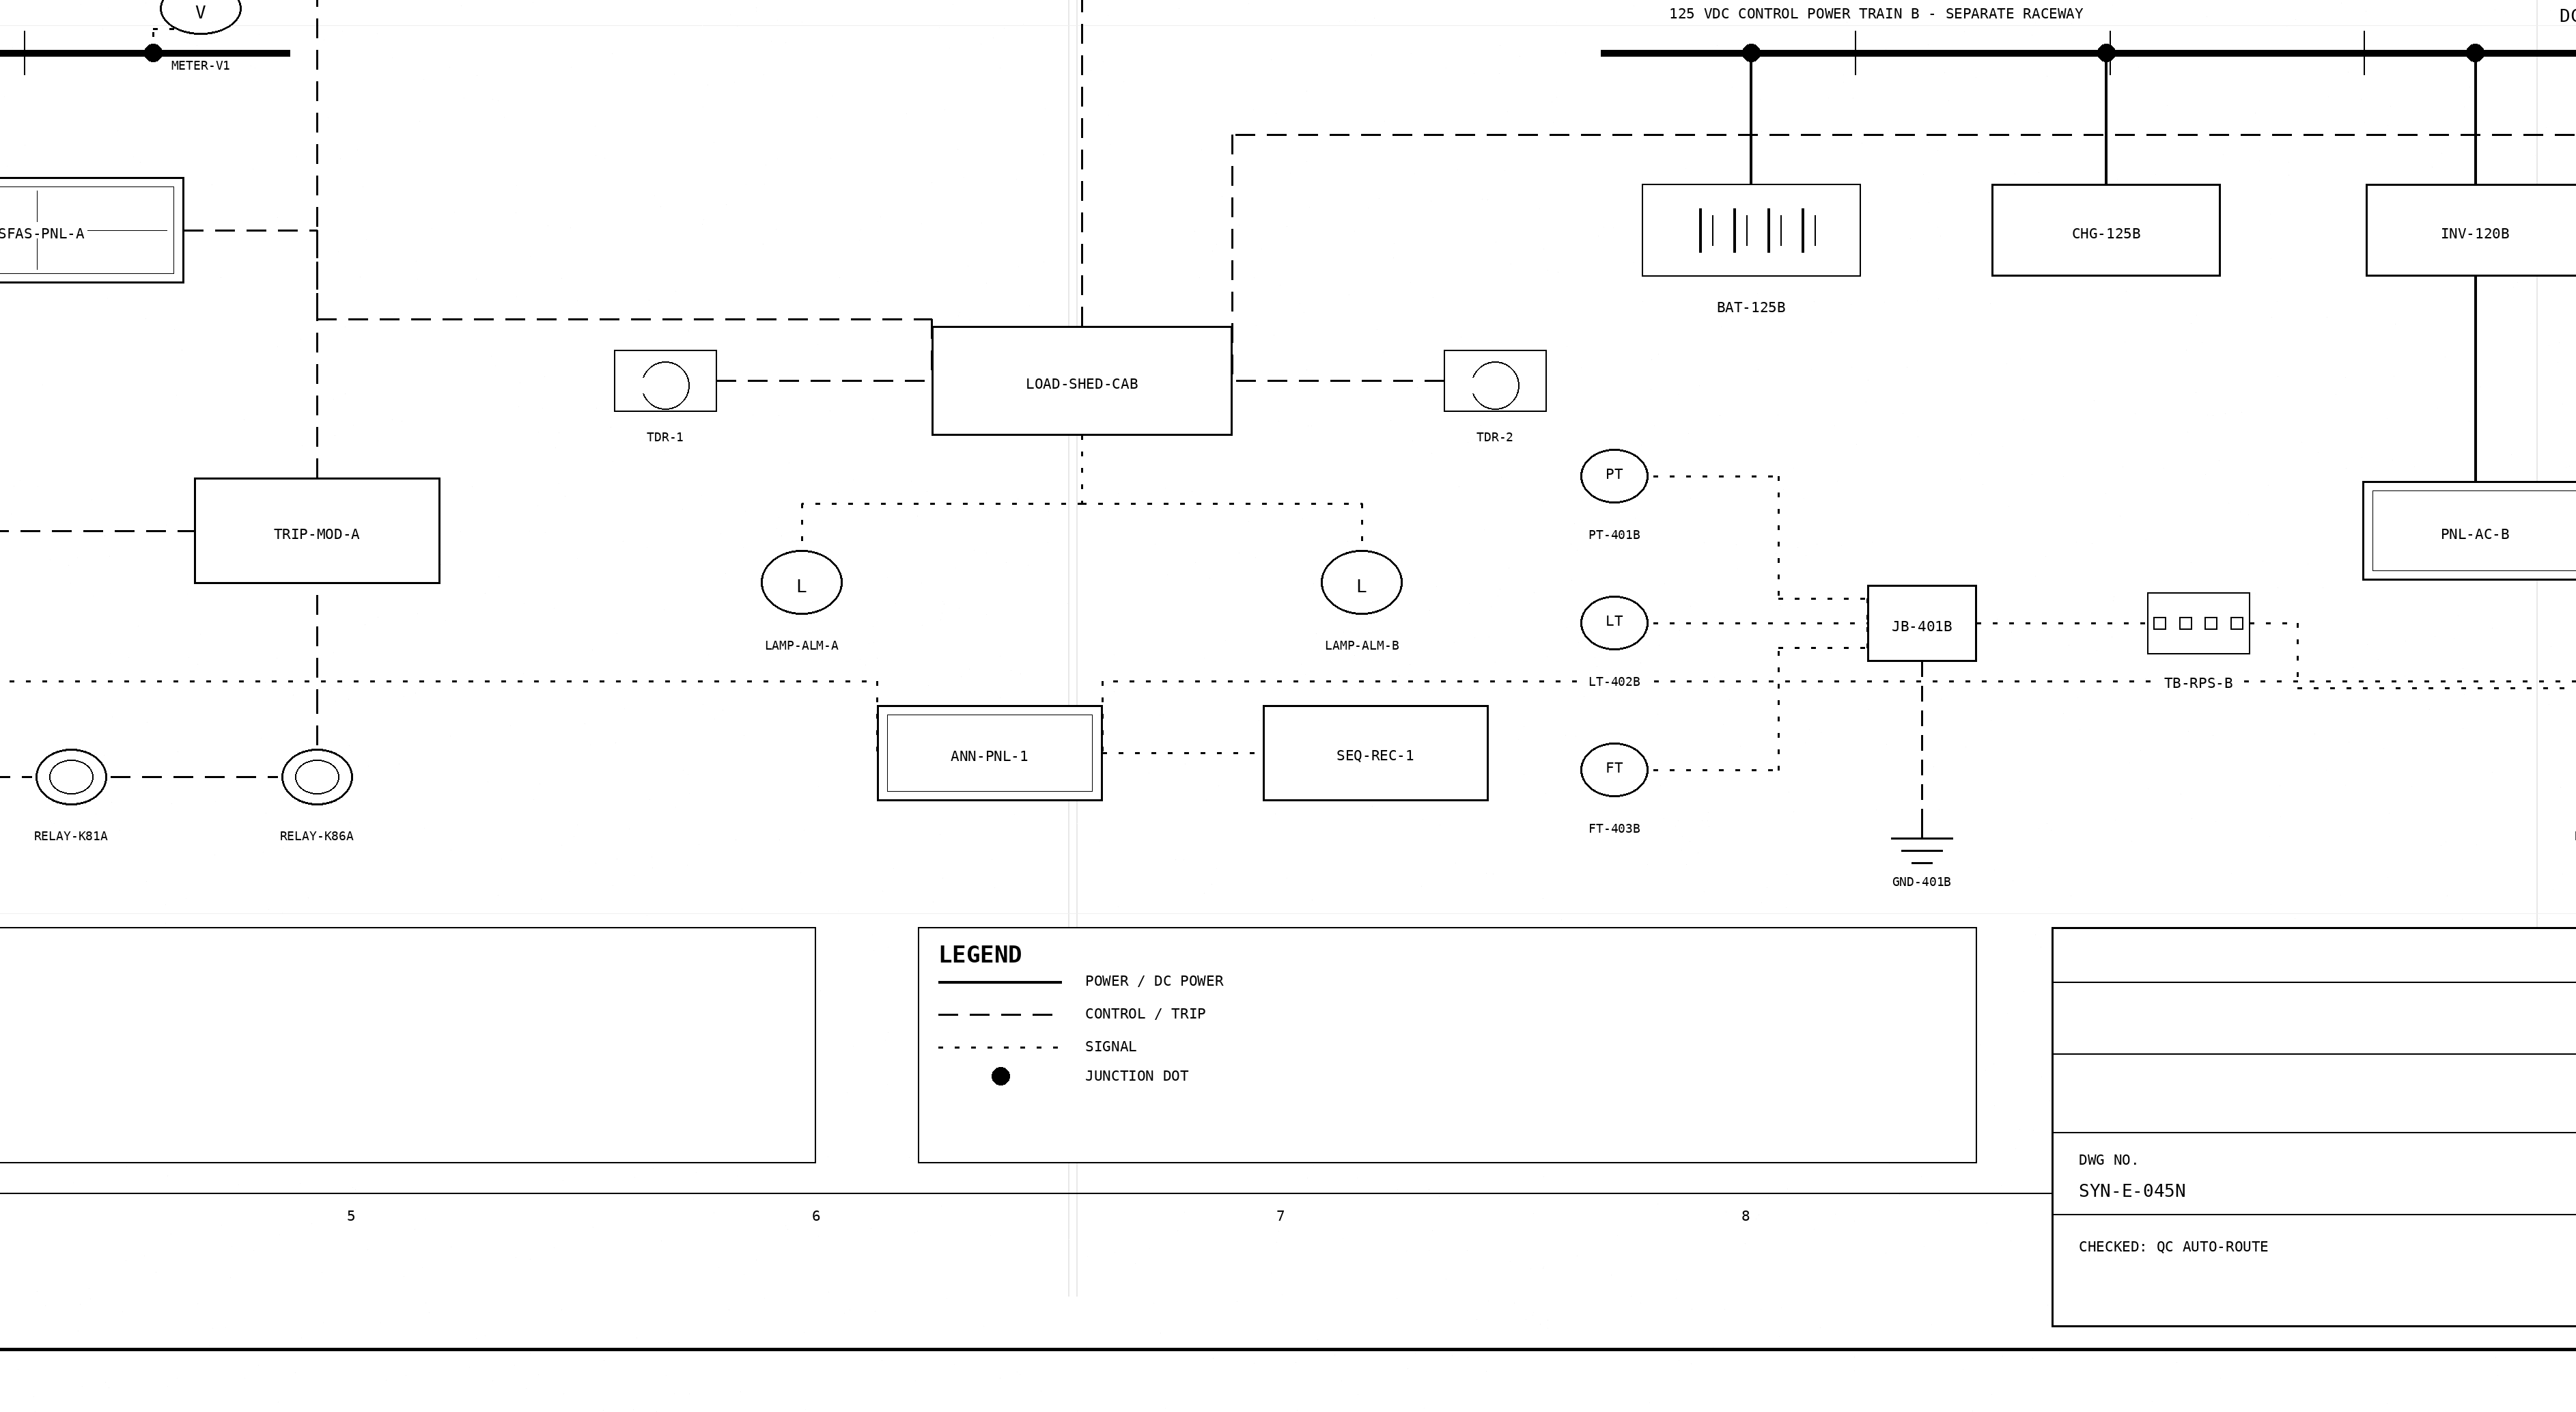 V
125 VDC CONTROL POWER TRAIN B - SEPARATE RACEWAY
METER-V1
SFAS-PNL-A
CHG-125B
INV-120B
BAT-125B
LOAD-SHED-CAB
TDR-1
TDR-2
PT
TRIP-MOD-A
PT-401B
PNL-AC-B
L
L
LT
JB-401B
LAMP-ALM-A
LAMP-ALM-B
LT-402B
TB-RPS-B
ANN-PNL-1
SEQ-REC-1
FT
RELAY-K81A
RELAY-K86A
FT-403B
GND-401B
LEGEND
POWER / DC POWER
CONTROL / TRIP
SIGNAL
JUNCTION DOT
DWG NO.
SYN-E-045N
5
6
7
8
CHECKED: QC AUTO-ROUTE